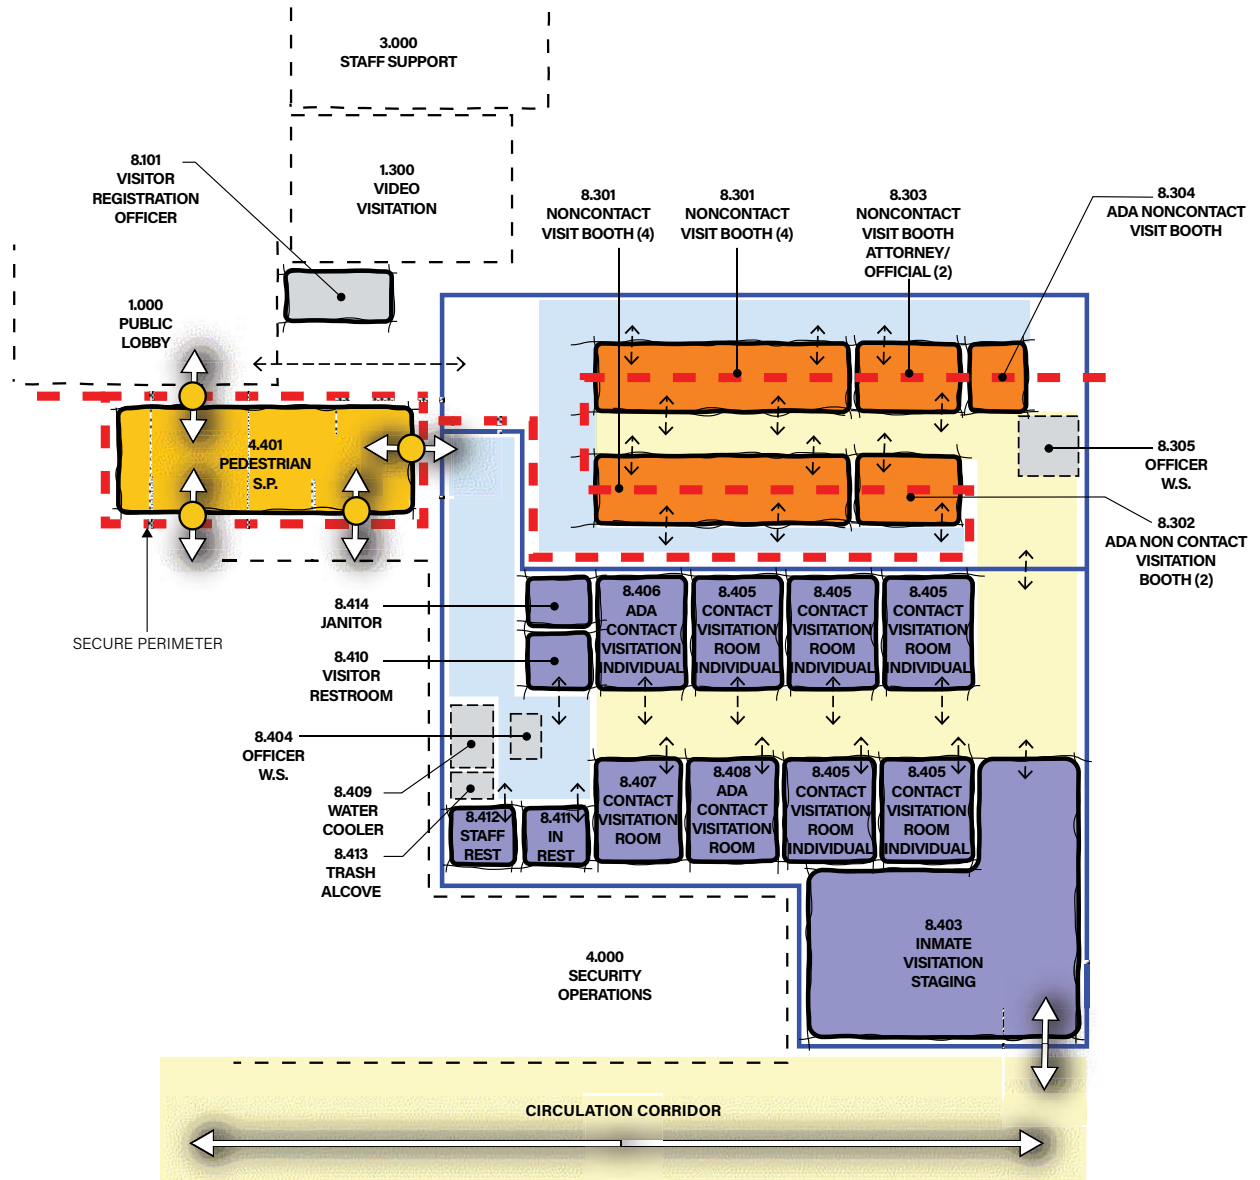 3.000
STAFF SUPPORT
8.101
VISITOR
REGISTRATION
OFFICER
1.300
VIDEO
VISITATION
8.301
NONCONTACT
VISIT BOOTH (4)
8.301
NONCONTACT
VISIT BOOTH (4)
8.303
NONCONTACT
VISIT BOOTH
ATTORNEY/
OFFICIAL (2)
8.304
ADA NONCONTACT
VISIT BOOTH
1.000
PUBLIC
LOBBY
4.401
PEDESTRIAN
S.P.
8.305
OFFICER
W.S.
8.302
ADA NON CONTACT
VISITATION
BOOTH (2)
SECURE PERIMETER
8.414
JANITOR
8.410
VISITOR
RESTROOM
8.406
ADA
CONTACT
VISITATION
INDIVIDUAL
8.405
CONTACT
VISITATION
ROOM
INDIVIDUAL
8.405
CONTACT
VISITATION
ROOM
INDIVIDUAL
8.405
CONTACT
VISITATION
ROOM
INDIVIDUAL
8.404
OFFICER
W.S.
8.409
WATER
COOLER
8.413
TRASH
ALCOVE
8.412
STAFF
REST
8.411
IN
REST
8.407
CONTACT
VISITATION
ROOM
8.408
ADA
CONTACT
VISITATION
ROOM
8.405
CONTACT
VISITATION
ROOM
INDIVIDUAL
8.405
CONTACT
VISITATION
ROOM
INDIVIDUAL
8.403
INMATE
VISITATION
STAGING
4.000
SECURITY
OPERATIONS
CIRCULATION CORRIDOR